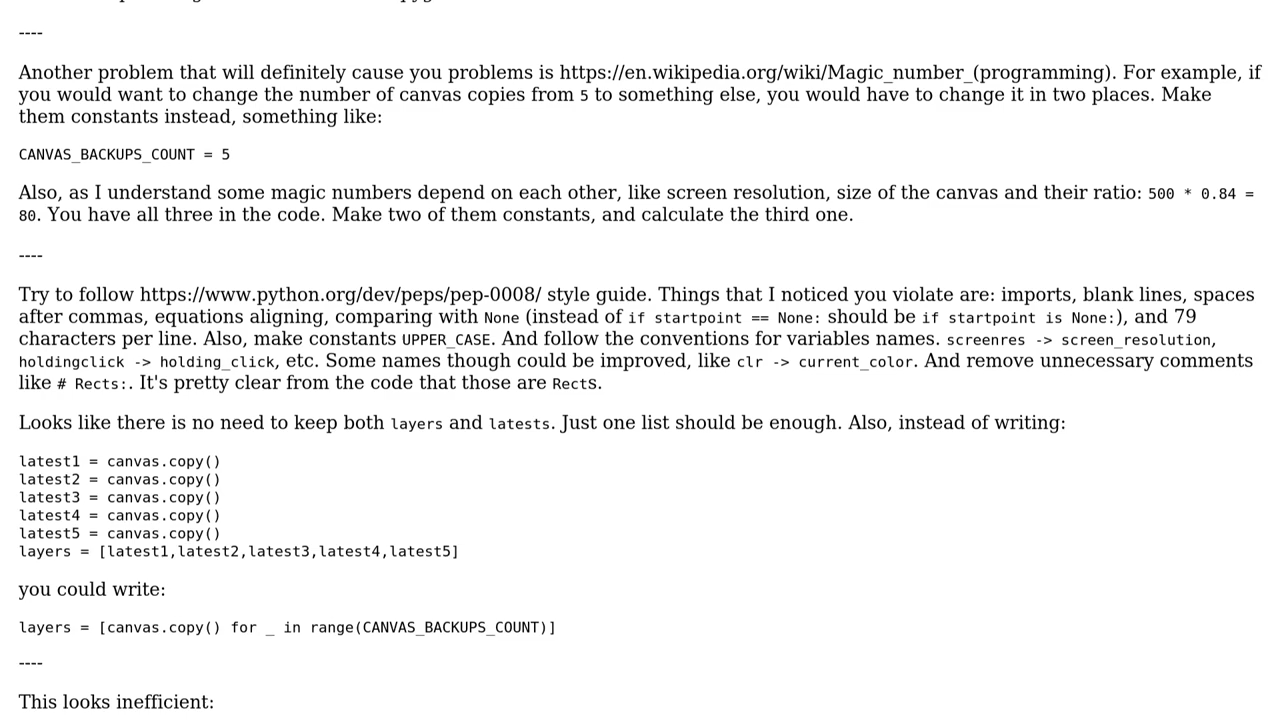 ----
Another problem that will definitely cause you problems is https://en.wikipedia.org/wiki/Magic_number_(programming). For example, if
you would want to change the number of canvas copies from 5 to something else, you would have to change it in two places. Make
them constants instead, something like:
CANVAS_BACKUPS_COUNT = 5
Also, as I understand some magic numbers depend on each other, like screen resolution, size of the canvas and their ratio: 500 * 0.84 =
80. You have all three in the code. Make two of them constants, and calculate the third one.
----
Try to follow https://www.python.org/dev/peps/pep-0008/ style guide. Things that I noticed you violate are: imports, blank lines, spaces
after commas, equations aligning, comparing with None (instead of if startpoint == None: should be if startpoint is None:), and 79
characters per line. Also, make constants UPPER_CASE. And follow the conventions for variables names. screenres -> screen_resolution,
holdingclick -> holding_click, etc. Some names though could be improved, like clr -> current_color. And remove unnecessary comments
like # Rects:. It's pretty clear from the code that those are Rects.
Looks like there is no need to keep both layers and latests. Just one list should be enough. Also, instead of writing:
latest1 = canvas.copy()
latest2 = canvas.copy()
latest3 = canvas.copy()
latest4 = canvas.copy()
latest5 = canvas.copy()
layers = [latest1,latest2,latest3,latest4,latest5]
you could write:
layers = [canvas.copy() for _ in range(CANVAS_BACKUPS_COUNT)]
----
This looks inefficient: